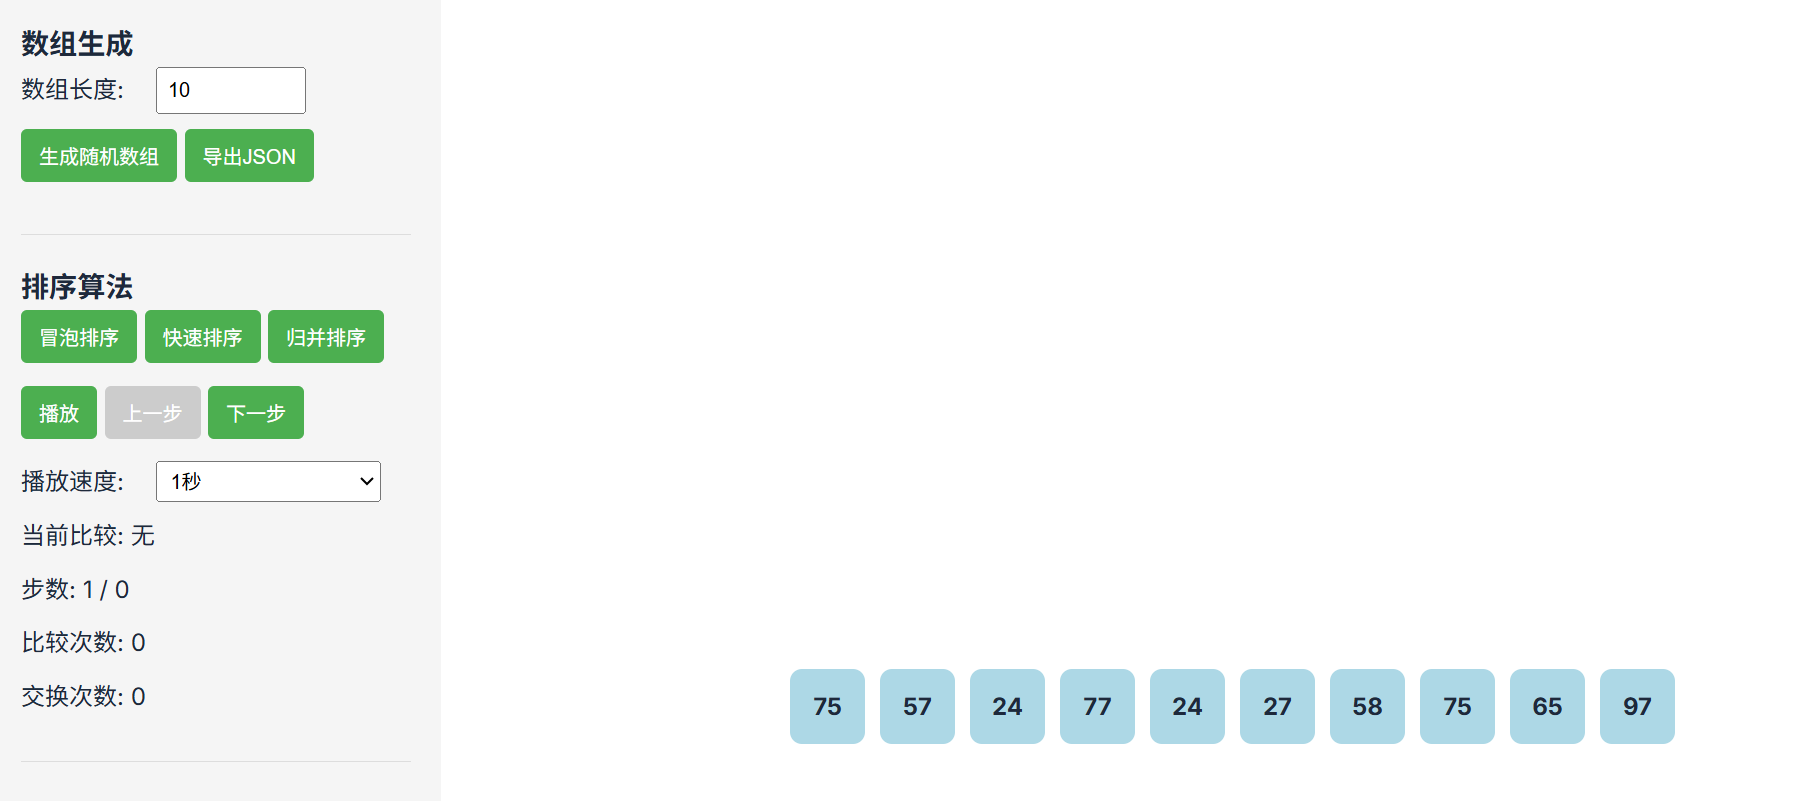 数组生成
数组长度: 10
生成随机数组 导出JSON
排序算法
冒泡排序 快速排序 归并排序
播放 上一步 下一步
播放速度: 1秒
当前比较: 无
步数: 1 / 0
比较次数: 0
交换次数: 0
75 57 24 77 24 27 58 75 65 97